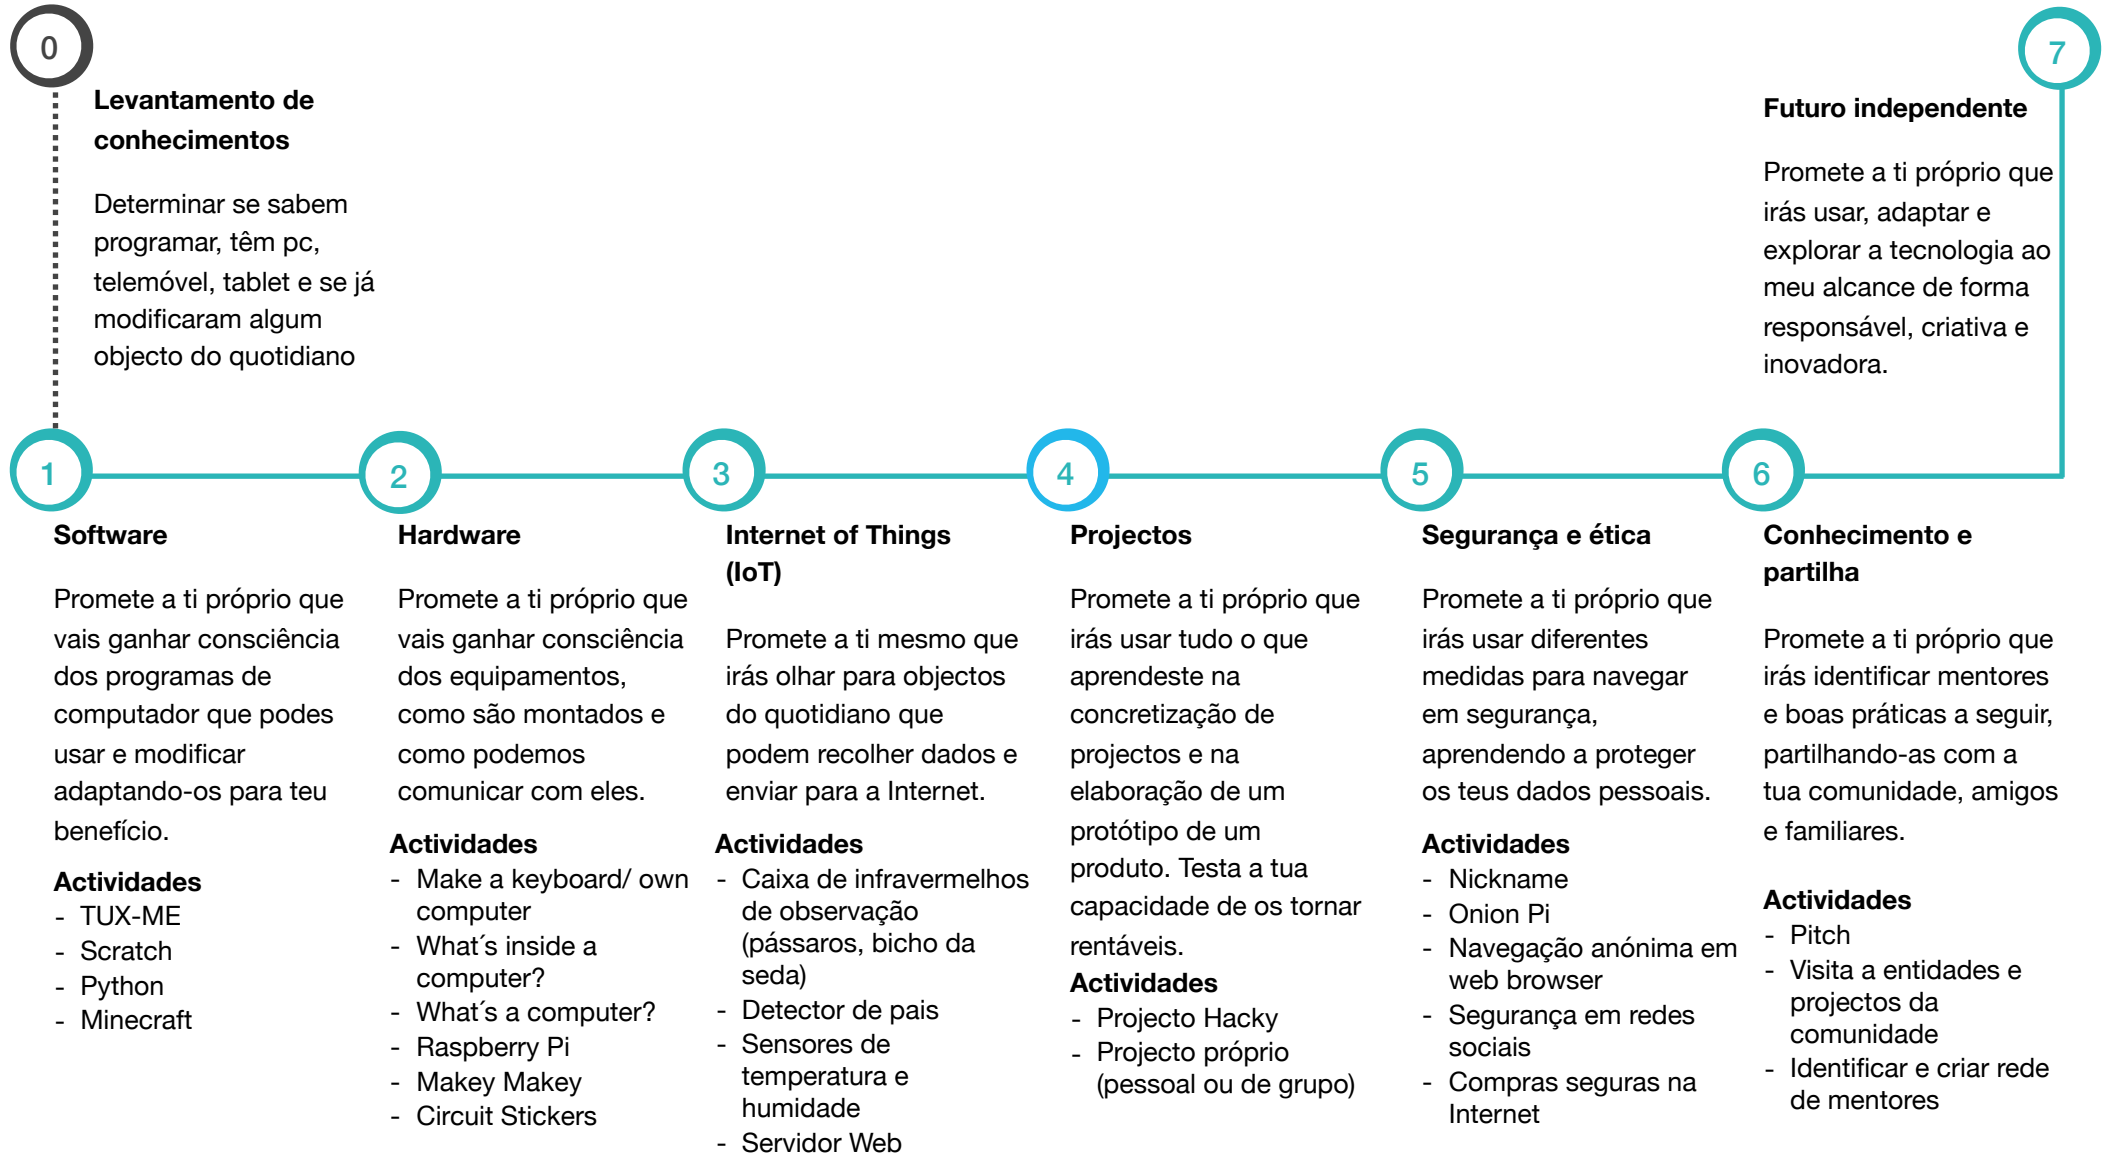 0
Levantamento de
conhecimentos
Determinar se sabem
programar, têm pc,
telemóvel, tablet e se já
modificaram algum
objecto do quotidiano
7
Futuro independente
Promete a ti próprio que
irás usar, adaptar e
explorar a tecnologia ao
meu alcance de forma
responsável, criativa e
inovadora.
1
Software
Promete a ti próprio que
vais ganhar consciência
dos programas de
computador que podes
usar e modificar
adaptando-os para teu
benefício.
Actividades
- TUX-ME
- Scratch
- Python
- Minecraft
2
Hardware
Promete a ti próprio que
vais ganhar consciência
dos equipamentos,
como são montados e
como podemos
comunicar com eles.
Actividades
- Make a keyboard/ own
computer
- What´s inside a
computer?
- What´s a computer?
- Raspberry Pi
- Makey Makey
- Circuit Stickers
3
Internet of Things
(IoT)
Promete a ti mesmo que
irás olhar para objectos
do quotidiano que
podem recolher dados e
enviar para a Internet.
Actividades
- Caixa de infravermelhos
de observação
(pássaros, bicho da
seda)
- Detector de pais
- Sensores de
temperatura e
humidade
- Servidor Web
4
Projectos
Promete a ti próprio que
irás usar tudo o que
aprendeste na
concretização de
projectos e na
elaboração de um
protótipo de um
produto. Testa a tua
capacidade de os tornar
rentáveis.
Actividades
- Projecto Hacky
- Projecto próprio
(pessoal ou de grupo)
5
Segurança e ética
Promete a ti próprio que
irás usar diferentes
medidas para navegar
em segurança,
aprendendo a proteger
os teus dados pessoais.
Actividades
- Nickname
- Onion Pi
- Navegação anónima em
web browser
- Segurança em redes
sociais
- Compras seguras na
Internet
6
Conhecimento e
partilha
Promete a ti próprio que
irás identificar mentores
e boas práticas a seguir,
partilhando-as com a
tua comunidade, amigos
e familiares.
Actividades
- Pitch
- Visita a entidades e
projectos da
comunidade
- Identificar e criar rede
de mentores